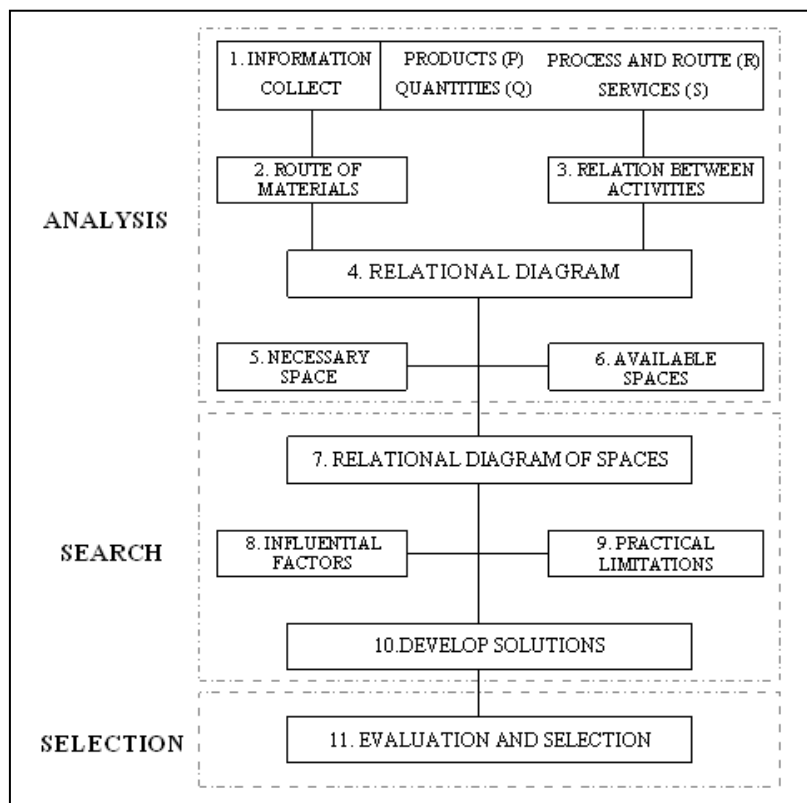 1. INFORMATION
COLLECT
PRODUCTS (P)
QUANTITIES (Q)
PROCESS AND ROUTE (R)
SERVICES (S)
2. ROUTE OF
MATERIALS
3. RELATION BETWEEN
ACTIVITIES
ANALYSIS
4. RELATIONAL DIAGRAM
5. NECESSARY
SPACE
6. AVAILABLE
SPACES
7. RELATIONAL DIAGRAM OF SPACES
SEARCH
8. INFLUENTIAL
FACTORS
9. PRACTICAL
LIMITATIONS
10.DEVELOP SOLUTIONS
SELECTION
11. EVALUATION AND SELECTION